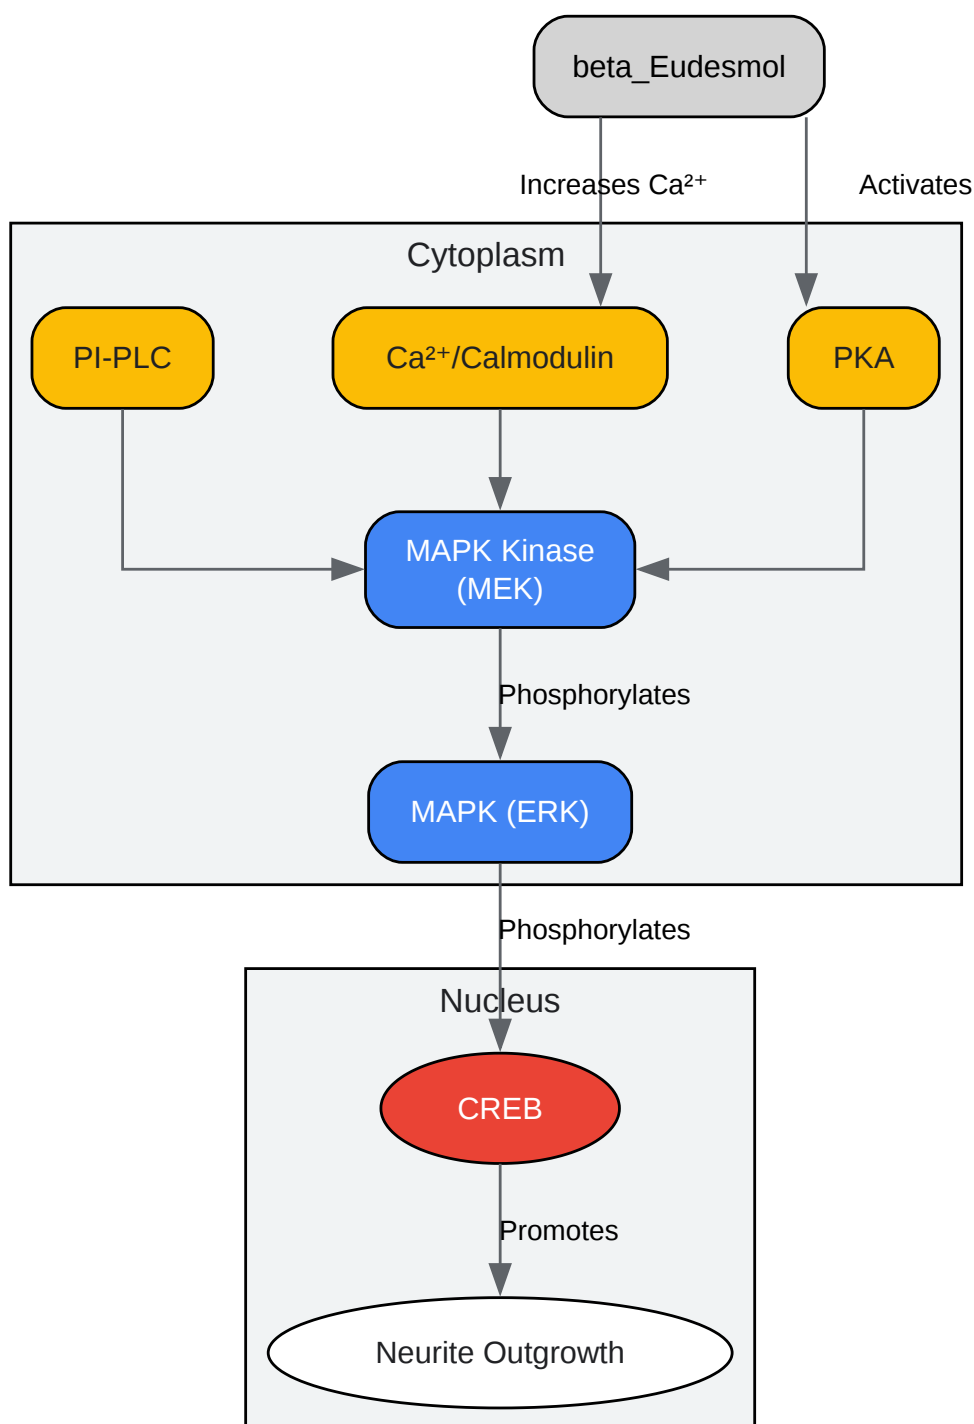 beta_Eudesmol
Increases Ca²⁺
Activates
Cytoplasm
PI-PLC
Ca²⁺/Calmodulin
PKA
MAPK Kinase
(MEK)
Phosphorylates
MAPK (ERK)
Phosphorylates
Nucleus
CREB
Promotes
Neurite Outgrowth